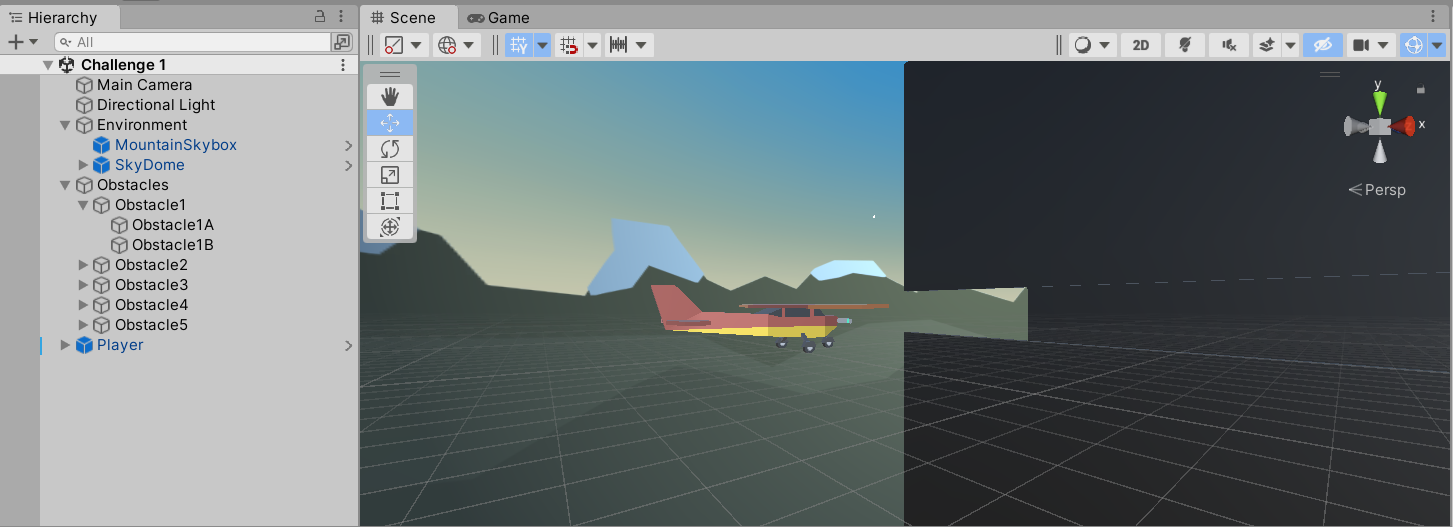 Hierarchy
Scene
Game
All
2D
Challenge 1
Main Camera
Directional Light
Environment
MountainSkybox
SkyDome
Obstacles
Obstacle1
Obstacle1A
Obstacle1B
Obstacle2
Obstacle3
Obstacle4
Obstacle5
Player
Y
y
x
Persp